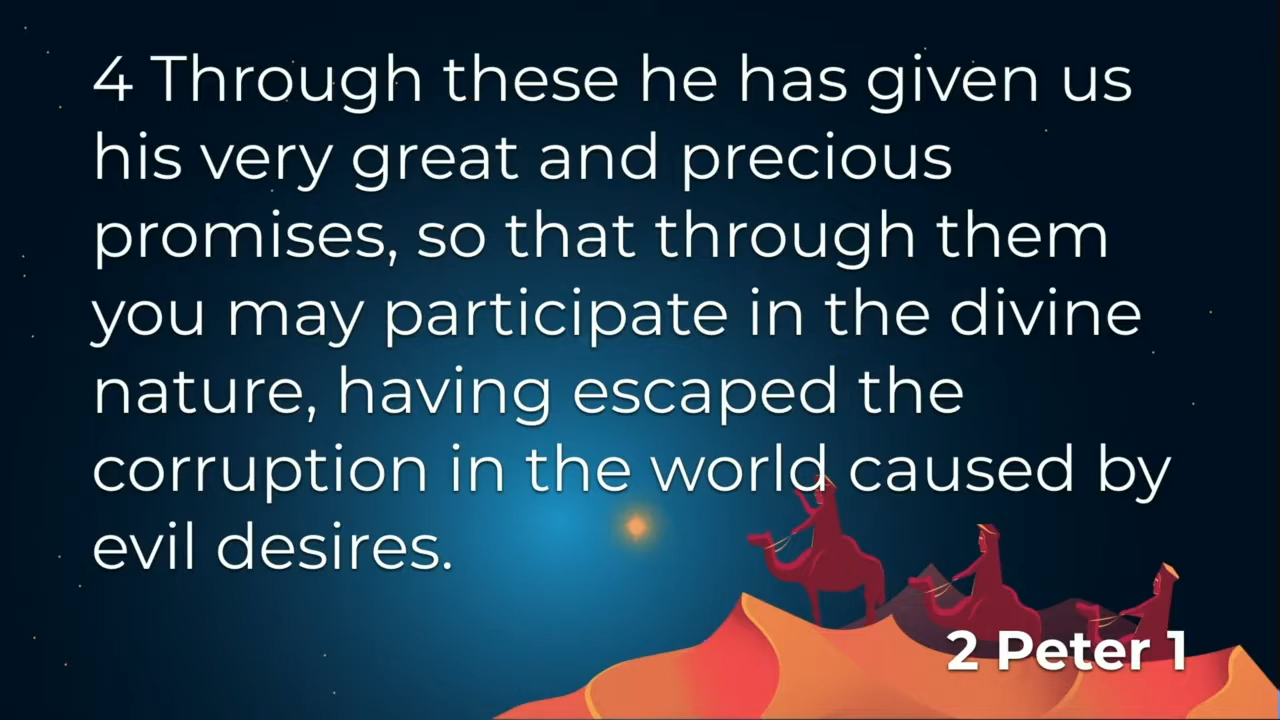 4 Through these he has given us
his very great and precious
promises, so that through them
you may participate in the divine
nature, having escaped the
corruption in the world caused by
evil desires.
2 Peter 1